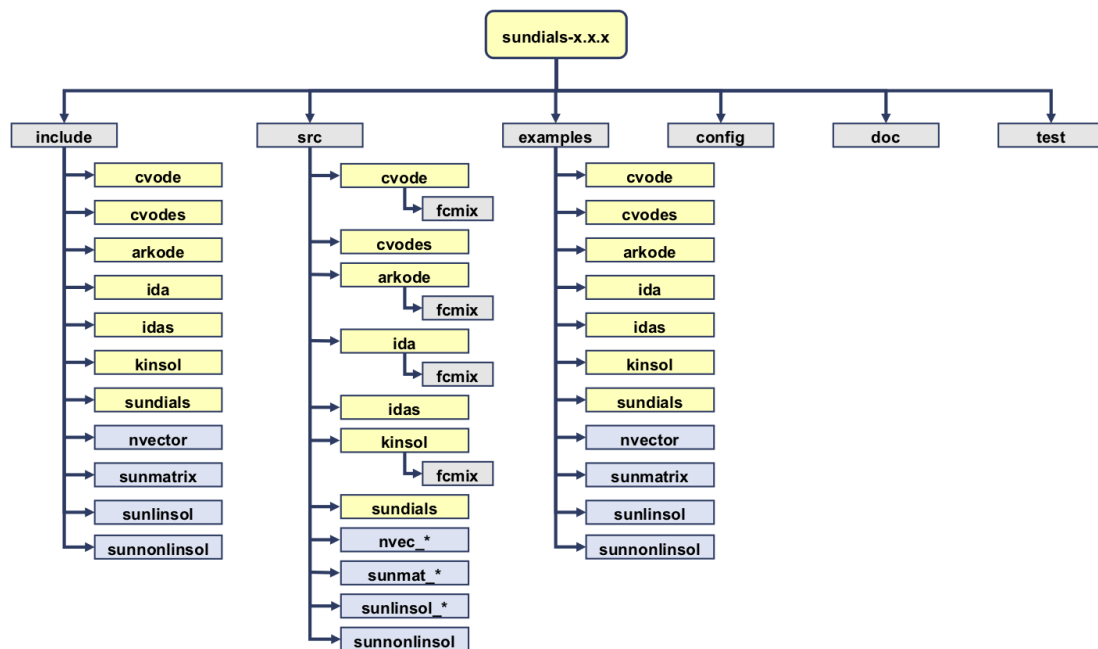 sundials-x.x.x
include
src
examples
config
doc
test
cvode
cvodes
arkode
ida
idas
kinsol
sundials
nvector
sunmatrix
sunlinsol
sunnonlinsol
cvode
fcmix
cvodes
arkode
fcmix
ida
fcmix
idas
kinsol
fcmix
sundials
nvec_*
sunmat_*
sunlinsol_*
sunnonlinsol
cvode
cvodes
arkode
ida
idas
kinsol
sundials
nvector
sunmatrix
sunlinsol
sunnonlinsol